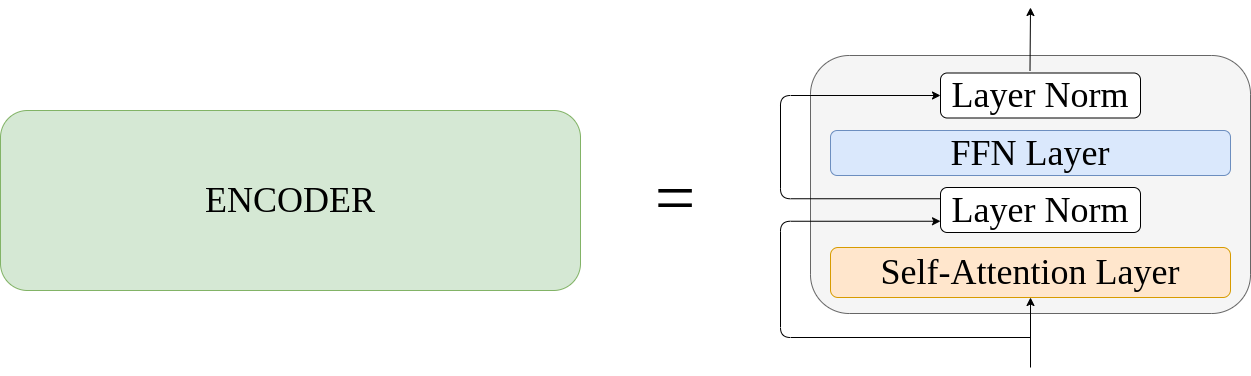 ENCODER
=
Layer Norm
FFN Layer
Layer Norm
Self-Attention Layer